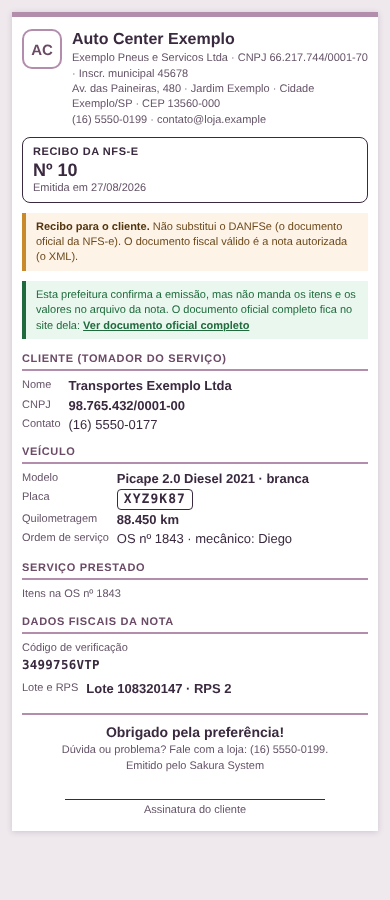 AC
Auto Center Exemplo
Exemplo Pneus e Servicos Ltda · CNPJ 66.217.744/0001-70
· Inscr. municipal 45678
Av. das Paineiras, 480 · Jardim Exemplo · Cidade
Exemplo/SP · CEP 13560-000
(16) 5550-0199 · contato@loja.example
RECIBO DA NFS-E
Nº 10
Emitida em 27/08/2026
Recibo para o cliente. Não substitui o DANFSe (o documento
oficial da NFS-e). O documento fiscal válido é a nota autorizada
(o XML).
Esta prefeitura confirma a emissão, mas não manda os itens e os
valores no arquivo da nota. O documento oficial completo fica no
site dela: Ver documento oficial completo
CLIENTE (TOMADOR DO SERVIÇO)
Nome Transportes Exemplo Ltda
CNPJ 98.765.432/0001-00
Contato (16) 5550-0177
VEÍCULO
Modelo Picape 2.0 Diesel 2021 · branca
Placa XYZ9K87
Quilometragem 88.450 km
Ordem de serviço OS nº 1843 · mecânico: Diego
SERVIÇO PRESTADO
Itens na OS nº 1843
DADOS FISCAIS DA NOTA
Código de verificação
3499756VTP
Lote e RPS Lote 108320147 · RPS 2
Obrigado pela preferência!
Dúvida ou problema? Fale com a loja: (16) 5550-0199.
Emitido pelo Sakura System
Assinatura do cliente